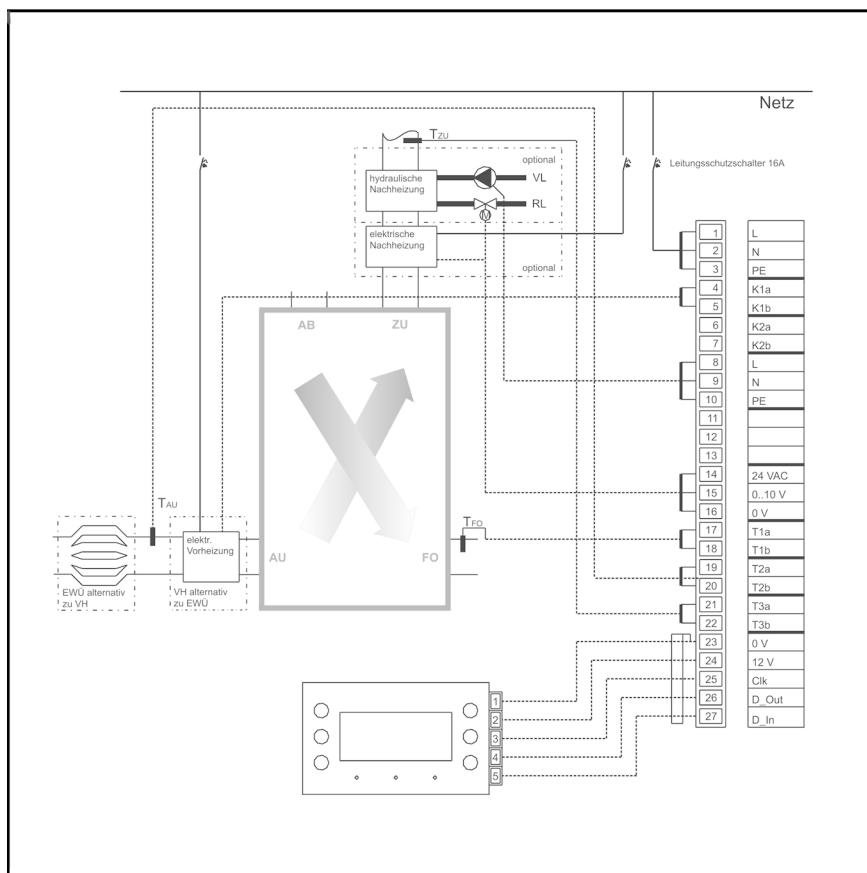 Netz
TZU
optional
hydraulische
Nachheizung
VL
RL
M
Leitungsschutzschalter 16A
elektrische
Nachheizung
optional
AB
ZU
TAU
elektr.
Vorheizung
AU
FO
TFO
EWÜ alternativ
zu VH
VH alternativ
zu EWÜ
1 L
2 N
3 PE
4 K1a
5 K1b
6 K2a
7 K2b
8 L
9 N
10 PE
11
12
13
14 24 VAC
15 0..10 V
16 0 V
17 T1a
18 T1b
19 T2a
20 T2b
21 T3a
22 T3b
23 0 V
24 12 V
25 Clk
26 D_Out
27 D_In
1
2
3
4
5